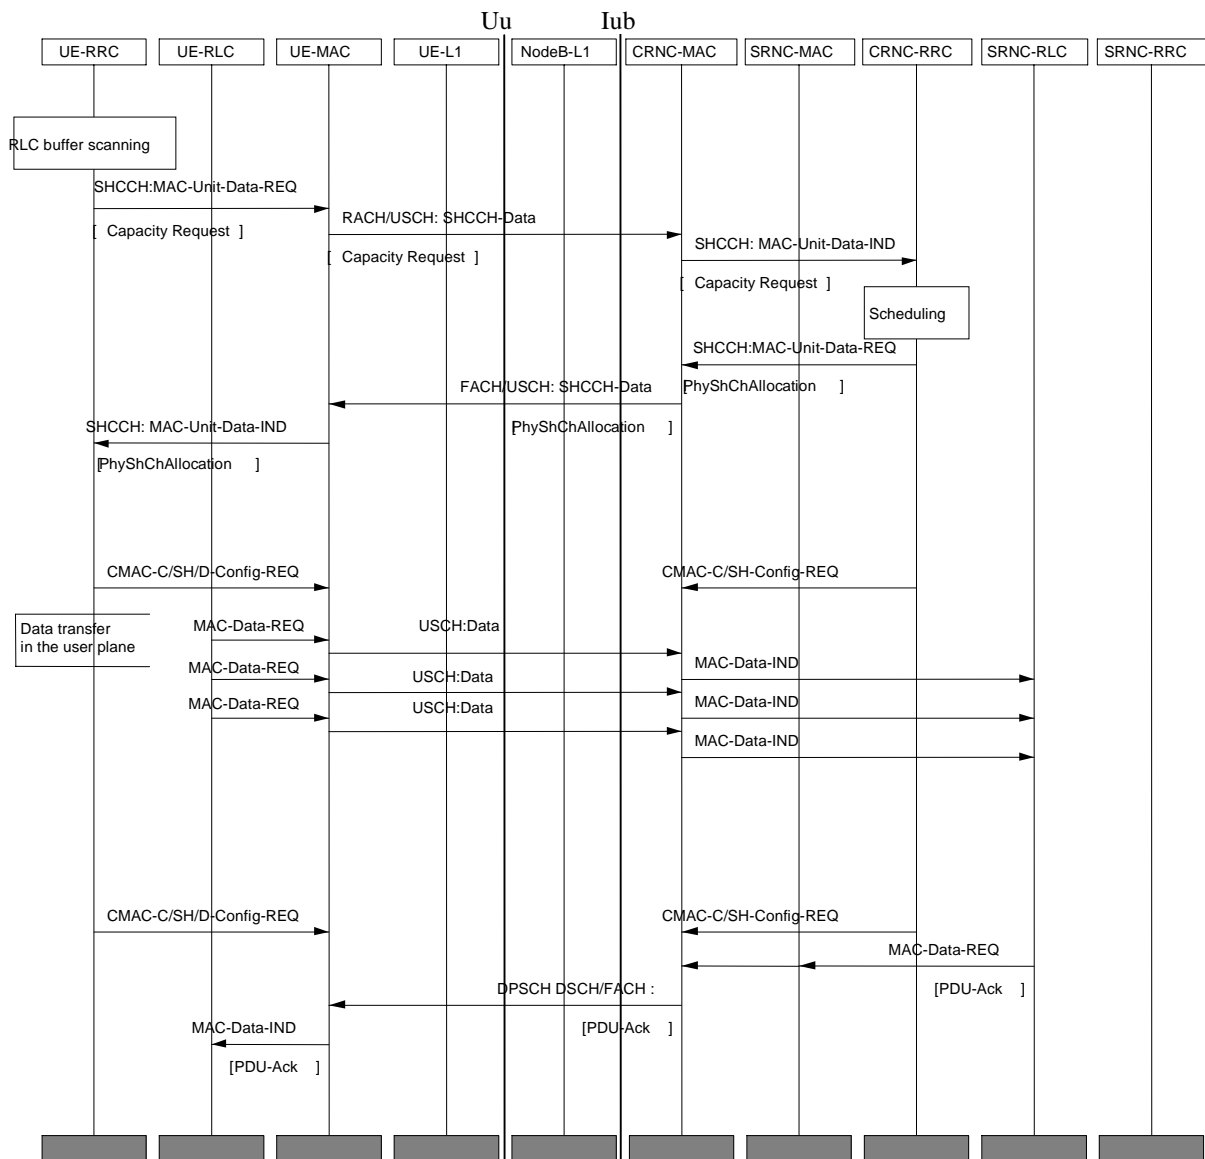 Uu
Iub
UE-RRC
UE-RLC
UE-MAC
UE-L1
NodeB-L1
CRNC-MAC
SRNC-MAC
CRNC-RRC
SRNC-RLC
SRNC-RRC
RLC buffer scanning
SHCCH:MAC-Unit-Data-REQ
[ Capacity Request ]
RACH/USCH: SHCCH-Data
[ Capacity Request ]
SHCCH: MAC-Unit-Data-IND
[ Capacity Request ]
Scheduling
SHCCH:MAC-Unit-Data-REQ
[PhyShChAllocation ]
FACH/USCH: SHCCH-Data
[PhyShChAllocation ]
SHCCH: MAC-Unit-Data-IND
[PhyShChAllocation ]
CMAC-C/SH/D-Config-REQ
CMAC-C/SH-Config-REQ
Data transfer
in the user plane
MAC-Data-REQ
USCH:Data
MAC-Data-IND
MAC-Data-REQ
USCH:Data
MAC-Data-IND
MAC-Data-REQ
USCH:Data
MAC-Data-IND
CMAC-C/SH/D-Config-REQ
CMAC-C/SH-Config-REQ
MAC-Data-REQ
[PDU-Ack ]
DPSCH DSCH/FACH :
[PDU-Ack ]
MAC-Data-IND
[PDU-Ack ]